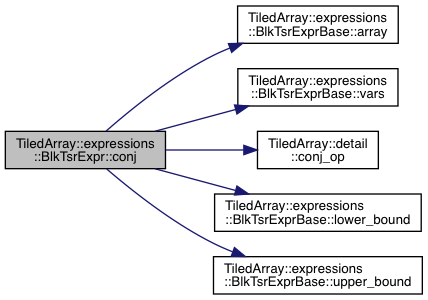 TiledArray::expressions
::BlkTsrExprBase::array
TiledArray::expressions
::BlkTsrExprBase::vars
TiledArray::expressions
::BlkTsrExpr::conj
TiledArray::detail
::conj_op
TiledArray::expressions
::BlkTsrExprBase::lower_bound
TiledArray::expressions
::BlkTsrExprBase::upper_bound